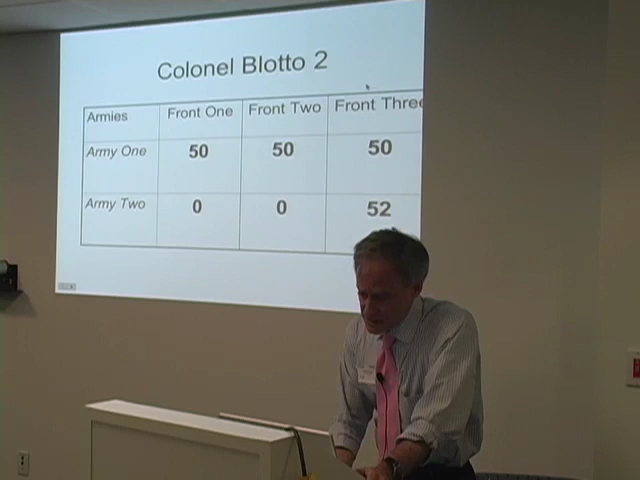 Colonel Blotto 2
Armies Front One Front Two Front Three
Army One 50 50 50
Army Two 0 0 52